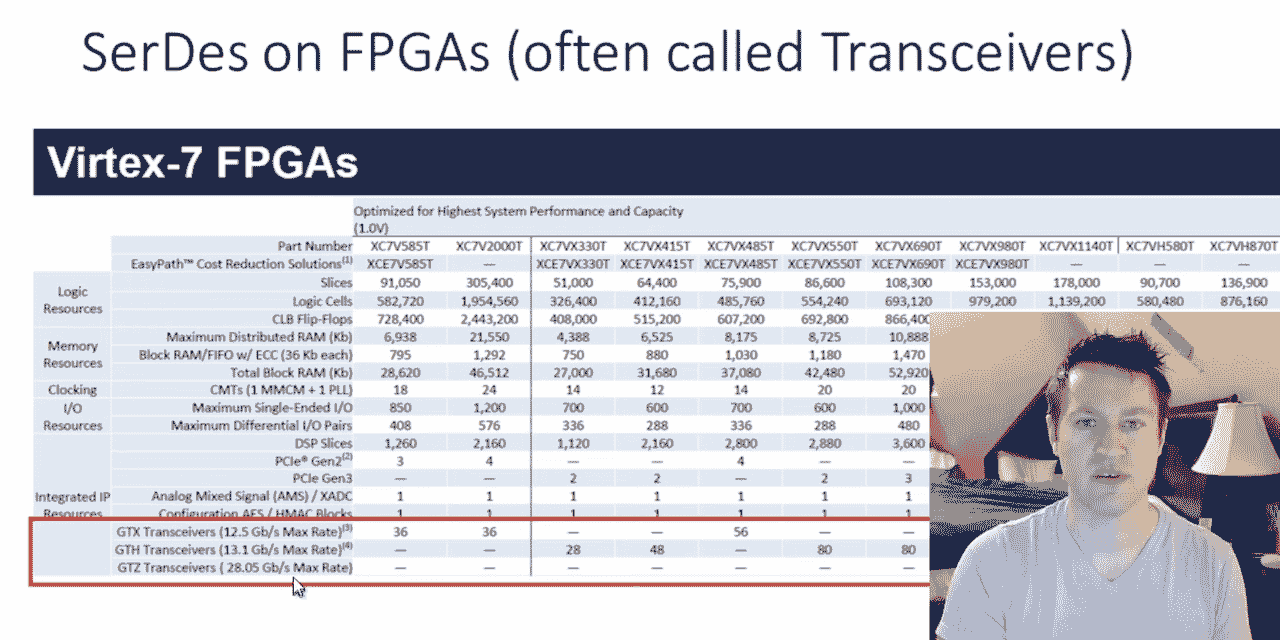 SerDes on FPGAs (often called Transceivers)
Virtex-7 FPGAs
Optimized for Highest System Performance and Capacity
(1.0V)
Part Number XC7V585T XC7V2000T XC7VX330T XC7VX415T XC7VX485T XC7VX550T XC7VX690T XC7VX980T XC7VX1140T XC7VH580T XC7VH870T
EasyPath™ Cost Reduction Solutions(1) XCE7V585T — XCE7VX330T XCE7VX415T XCE7VX485T XCE7VX550T XCE7VX690T XCE7VX980T — — —
Logic Resources
Slices 91,050 305,400 51,000 64,400 75,900 86,600 108,300 153,000 178,000 90,700 136,900
Logic Cells 582,720 1,954,560 326,400 412,160 485,760 554,240 693,120 979,200 1,139,200 580,480 876,160
CLB Flip-Flops 728,400 2,443,200 408,000 515,200 607,200 692,800 866,400
Memory Resources
Maximum Distributed RAM (Kb) 6,938 21,550 4,388 6,525 8,175 8,725 10,888
Block RAM/FIFO w/ ECC (36 Kb each) 795 1,292 750 880 1,030 1,180 1,470
Total Block RAM (Kb) 28,620 46,512 27,000 31,680 37,080 42,480 52,920
Clocking
CMTs (1 MMCM + 1 PLL) 18 24 14 12 14 20 20
I/O Resources
Maximum Single-Ended I/O 850 1,200 700 600 700 600 1,000
Maximum Differential I/O Pairs 408 576 336 288 336 288 480
Integrated IP Resources
DSP Slices 1,260 2,160 1,120 2,160 2,800 2,880 3,600
PCIe® Gen2(2) 3 4 — — 4 — —
PCIe Gen3 — — 2 2 — 2 3
Analog Mixed Signal (AMS) / XADC 1 1 1 1 1 1 1
Configuration AES / HMAC Blocks 1 1 1 1 1 1 1
GTX Transceivers (12.5 Gb/s Max Rate)(3) 36 36 — — 56 — —
GTH Transceivers (13.1 Gb/s Max Rate)(4) — — 28 48 — 80 80
GTZ Transceivers ( 28.05 Gb/s Max Rate) — — — — — — —